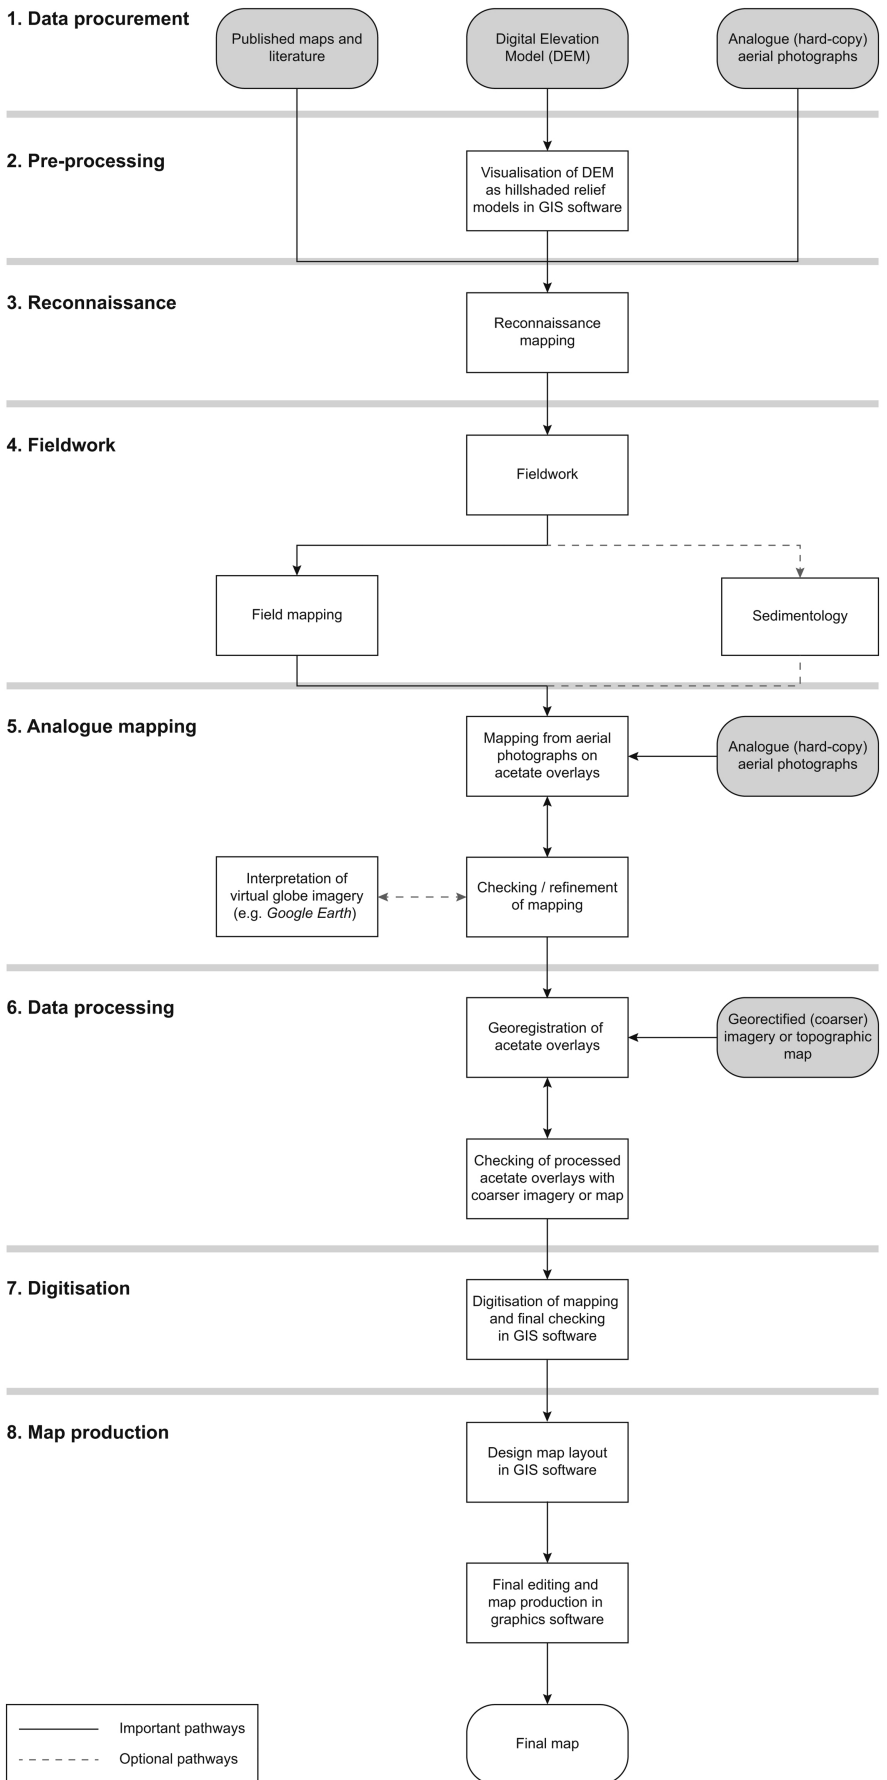 1. Data procurement
Published maps and
literature
Digital Elevation
Model (DEM)
Analogue (hard-copy)
aerial photographs
2. Pre-processing
Visualisation of DEM
as hillshaded relief
models in GIS software
3. Reconnaissance
Reconnaissance
mapping
4. Fieldwork
Fieldwork
Field mapping
Sedimentology
5. Analogue mapping
Mapping from aerial
photographs on
acetate overlays
Analogue (hard-copy)
aerial photographs
Interpretation of
virtual globe imagery
(e.g. Google Earth)
Checking / refinement
of mapping
6. Data processing
Georegistration of
acetate overlays
Georectified (coarser)
imagery or topographic
map
Checking of processed
acetate overlays with
coarser imagery or map
7. Digitisation
Digitisation of mapping
and final checking
in GIS software
8. Map production
Design map layout
in GIS software
Final editing and
map production in
graphics software
Final map
Important pathways
Optional pathways